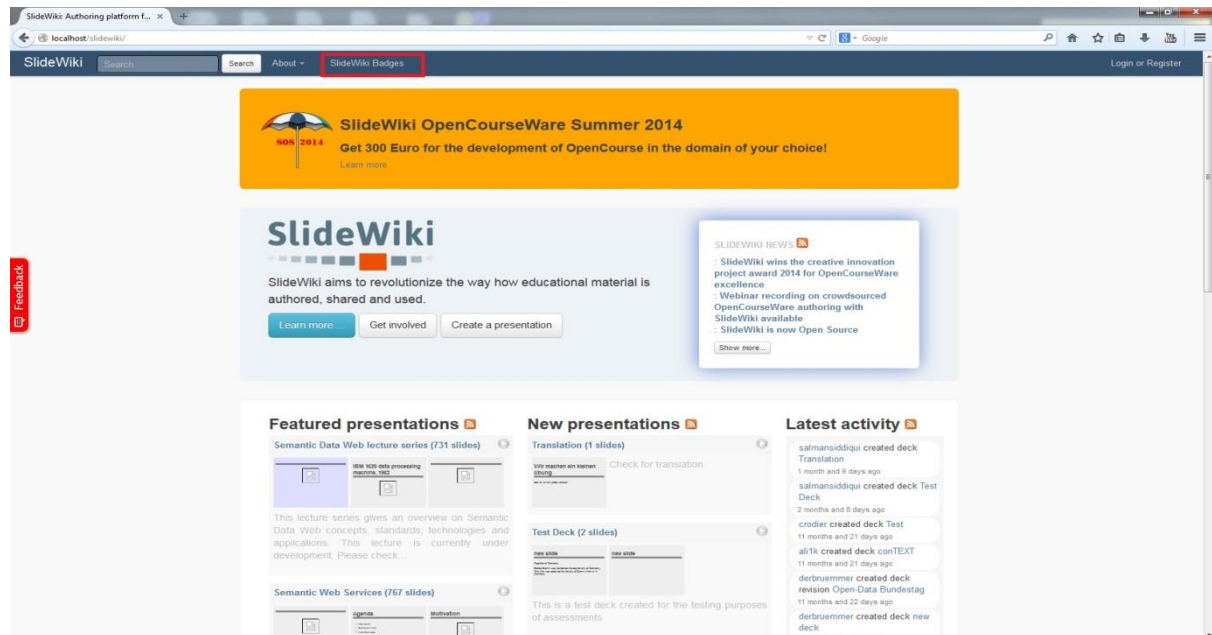 SlideWiki: Authoring platform f...
localhost/slidewiki/
Google
SlideWiki
Search
Search
About
SlideWiki Badges
Login or Register
SOS 2014
SlideWiki OpenCourseWare Summer 2014
Get 300 Euro for the development of OpenCourse in the domain of your choice!
Learn more
Feedback
SlideWiki
SlideWiki aims to revolutionize the way how educational material is
authored, shared and used.
Learn more ...
Get involved
Create a presentation
SLIDEWIKI NEWS
: SlideWiki wins the creative innovation
project award 2014 for OpenCourseWare
excellence
: Webinar recording on crowdsourced
OpenCourseWare authoring with
SlideWiki available
: SlideWiki is now Open Source
Show more...
Featured presentations
Semantic Data Web lecture series (731 slides)
IBM 1620 data processing
machine, 1962
This lecture series gives an overview on Semantic
Data Web concepts, standards, technologies and
applications. This lecture is currently under
development. Please check...
Semantic Web Services (767 slides)
Agenda
Motivation
New presentations
Translation (1 slides)
Wir machen ein kleinen
Übung
Check for translation
Test Deck (2 slides)
new slide
new slide
This is a test deck created for the testing purposes
of assessments
Latest activity
salmansiddiqui created deck
Translation
1 month and 9 days ago
salmansiddiqui created deck Test
Deck
2 months and 8 days ago
crodier created deck Test
11 months and 21 days ago
ali1k created deck conTEXT
11 months and 21 days ago
derbruemmer created deck
revision Open-Data Bundestag
11 months and 22 days ago
derbruemmer created deck new
deck